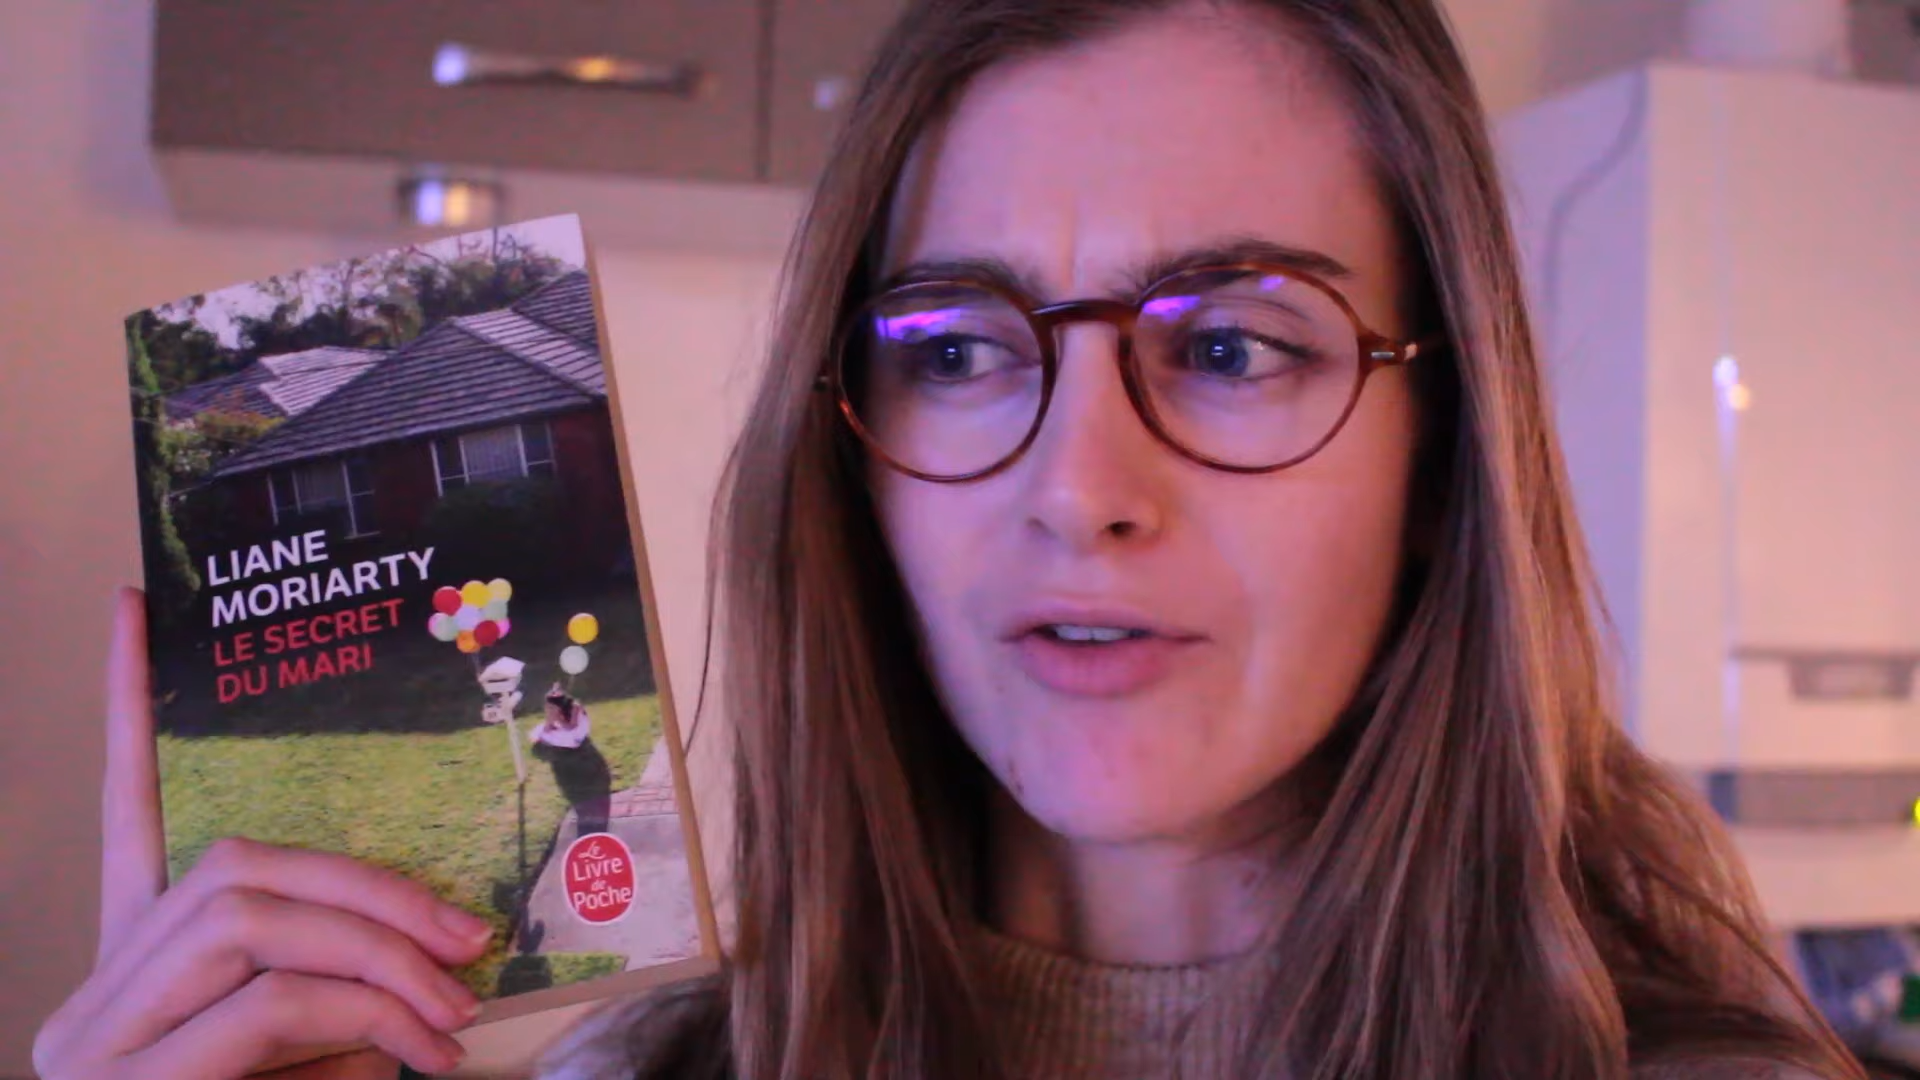 LIANE
MORIARTY
LE SECRET
DU MARI
Le
Livre
de
Poche